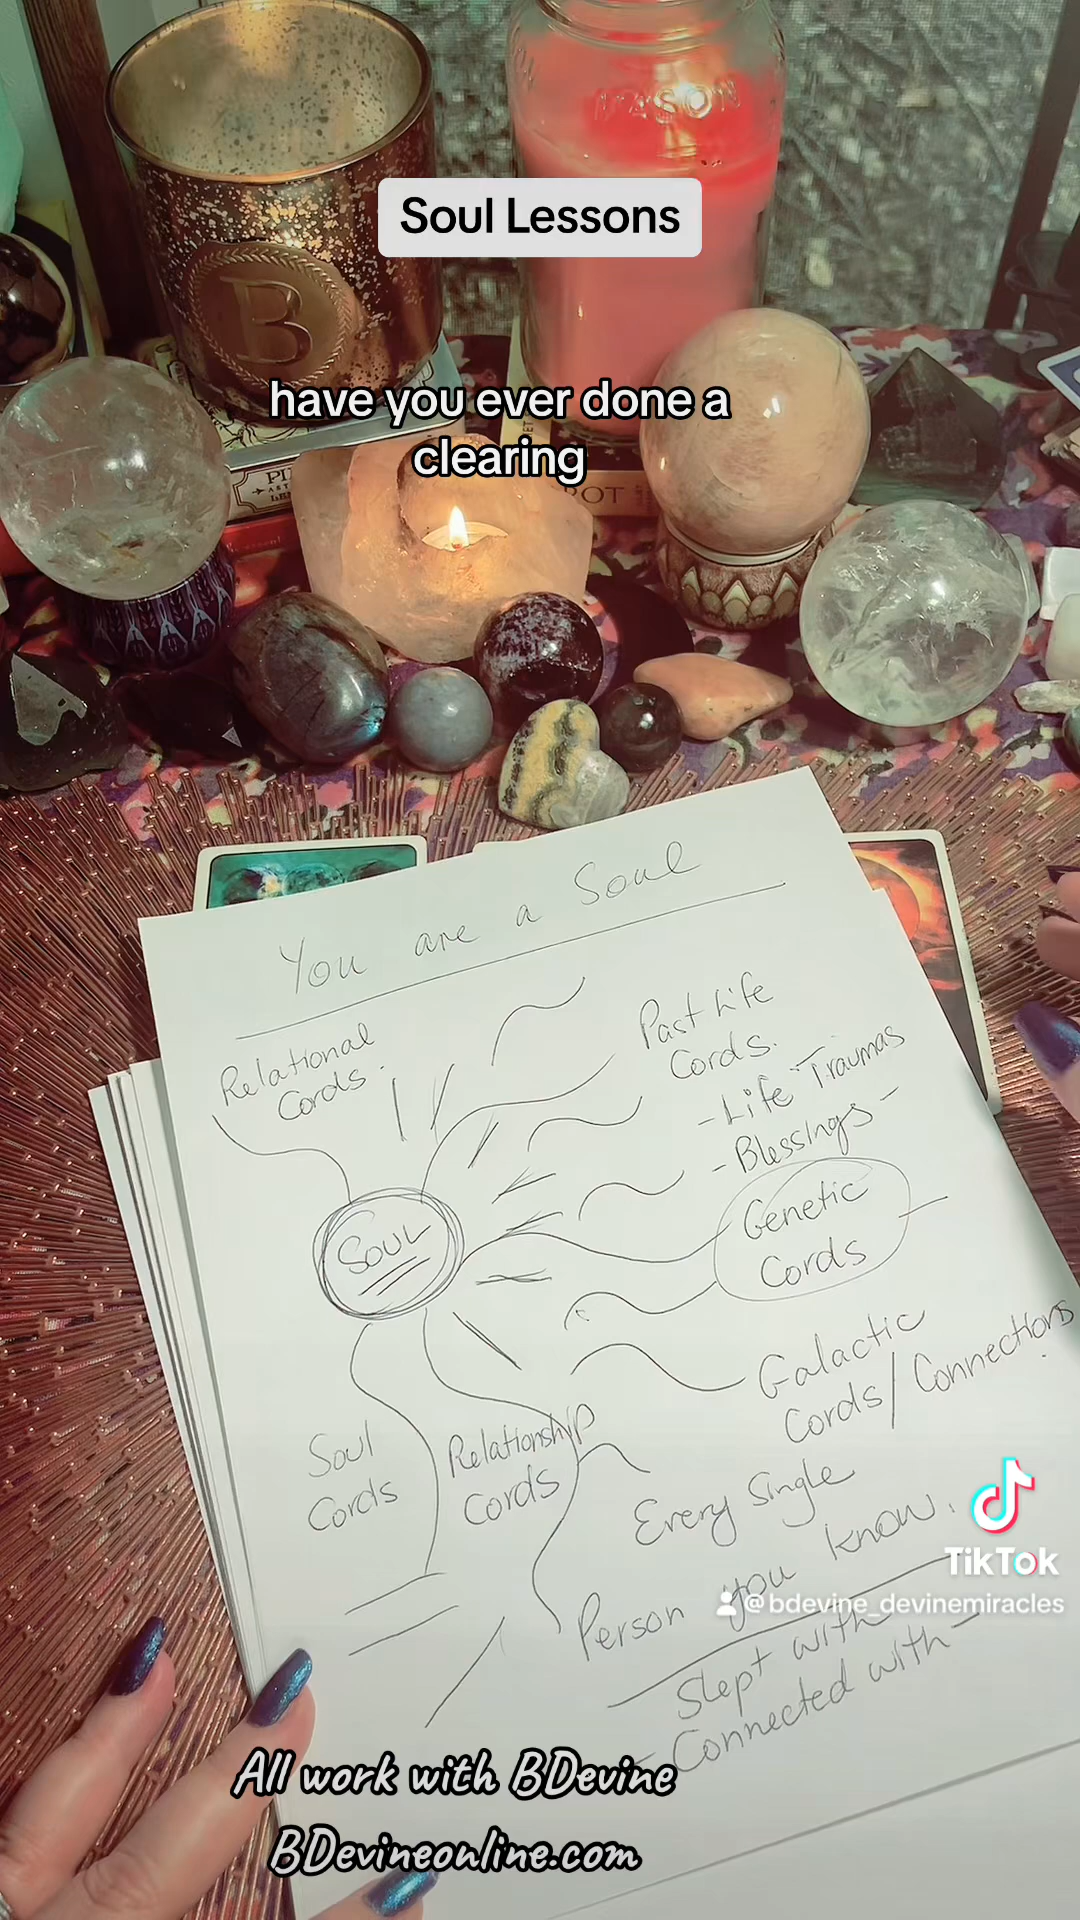 MASON
Soul Lessons
B
have you ever done a
clearing
You are a Soul
Relational
Cords.
Past Life
Cords.
- Life Traumas
- Blessings -
SOUL
Genetic
Cords
Galactic
Cords/Connections
Soul
Cords
Relationship
Cords
Every Single
Person you know.
Slept with
- Connected with -
TikTok
@bdevine_devinemiracles
All work with BDevine
BDevineonline.com